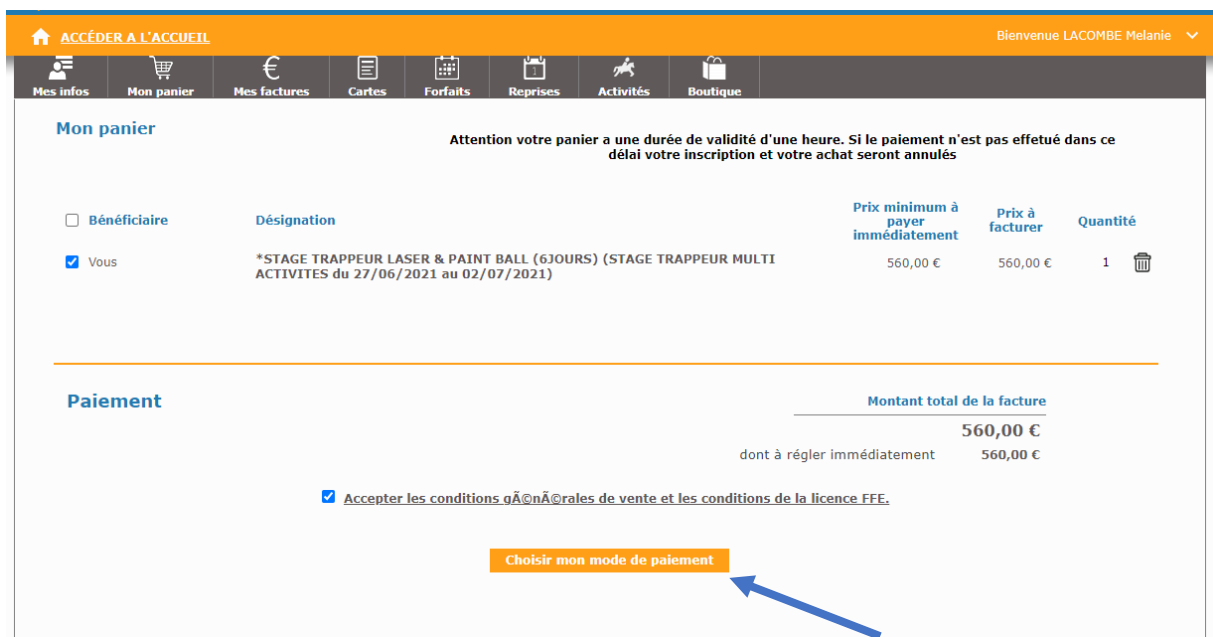 ACCÉDER A L'ACCUEIL
Bienvenue LACOMBE Melanie
Mes infos
Mon panier
€
Mes factures
Cartes
Forfaits
1
Reprises
Activités
Boutique
Mon panier
Attention votre panier a une durée de validité d'une heure. Si le paiement n'est pas effetué dans ce
délai votre inscription et votre achat seront annulés
Bénéficiaire
Désignation
Prix minimum à
payer
immédiatement
Prix à
facturer
Quantité
Vous
*STAGE TRAPPEUR LASER & PAINT BALL (6JOURS) (STAGE TRAPPEUR MULTI
ACTIVITES du 27/06/2021 au 02/07/2021)
560,00 €
560,00 €
1
Paiement
Montant total de la facture
560,00 €
dont à régler immédiatement 560,00 €
Accepter les conditions gÃ©nÃ©rales de vente et les conditions de la licence FFE.
Choisir mon mode de paiement